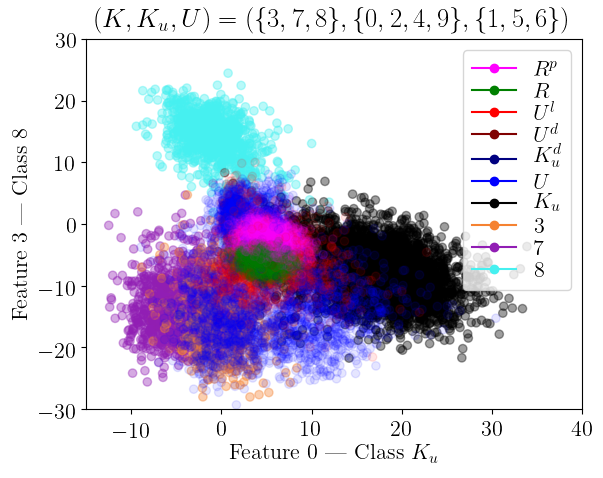 (K, K_u, U) = ({3, 7, 8}, {0, 2, 4, 9}, {1, 5, 6})
30
20
10
0
−10
−20
−30
Feature 3 — Class 8
R^p
R
U^l
U^d
K_u^d
U
K_u
3
7
8
−10
0
10
20
30
40
Feature 0 — Class K_u